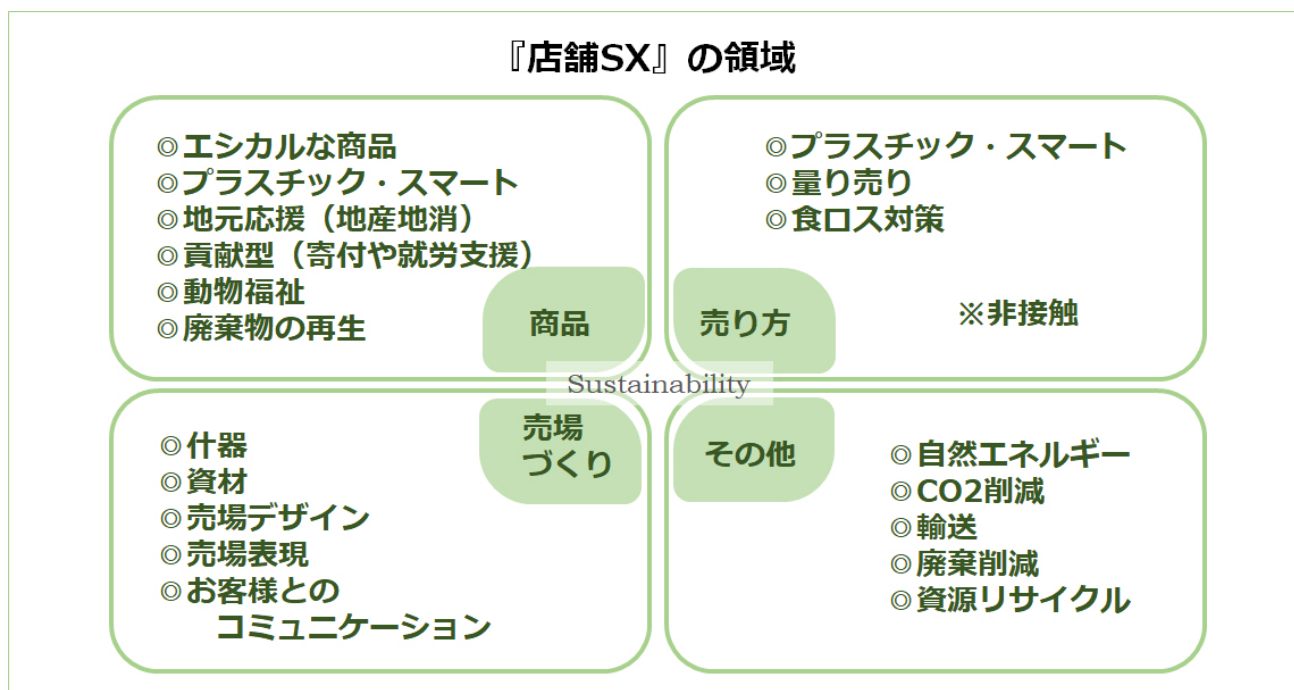 『店舗SX』の領域
◎エシカルな商品
◎プラスチック・スマート
◎地元応援（地産地消）
◎貢献型（寄付や就労支援）
◎動物福祉
◎廃棄物の再生
商品
◎プラスチック・スマート
◎量り売り
◎食ロス対策
※非接触
売り方
Sustainability
売場
づくり
◎什器
◎資材
◎売場デザイン
◎売場表現
◎お客様との
コミュニケーション
その他
◎自然エネルギー
◎CO2削減
◎輸送
◎廃棄削減
◎資源リサイクル